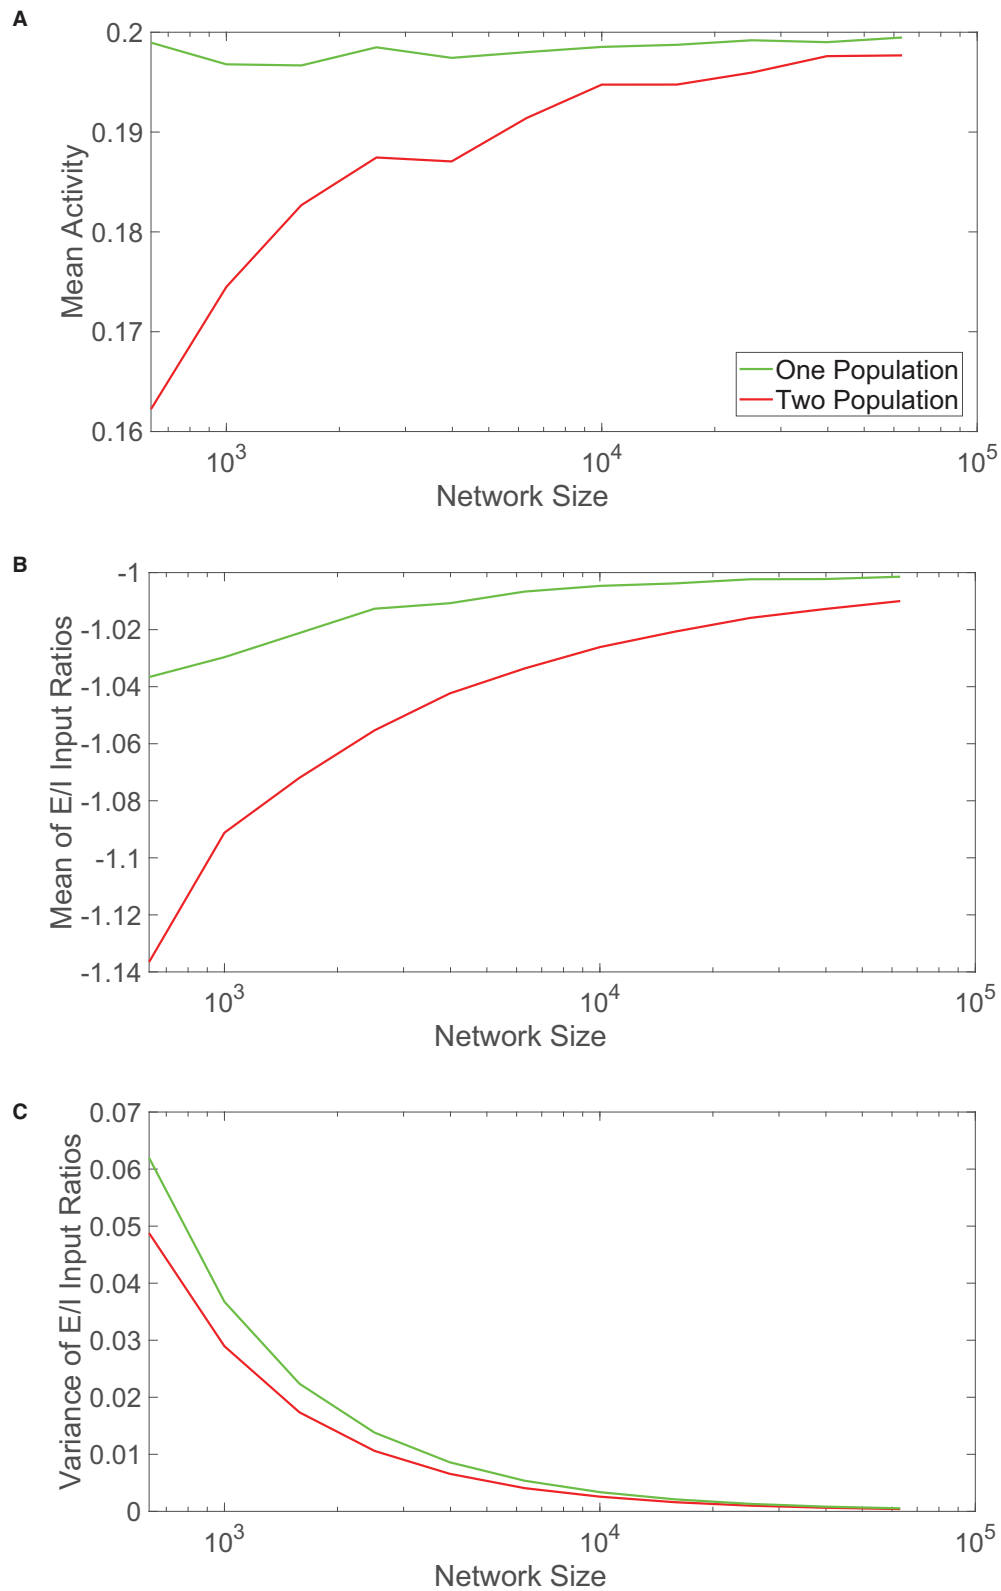 A
0.2
0.19
0.18
0.17
0.16
Mean Activity
One Population
Two Population
10^3
10^4
10^5
Network Size
B
-1
-1.02
-1.04
-1.06
-1.08
-1.1
-1.12
-1.14
Mean of E/I Input Ratios
10^3
10^4
10^5
Network Size
C
0.07
0.06
0.05
0.04
0.03
0.02
0.01
0
Variance of E/I Input Ratios
10^3
10^4
10^5
Network Size